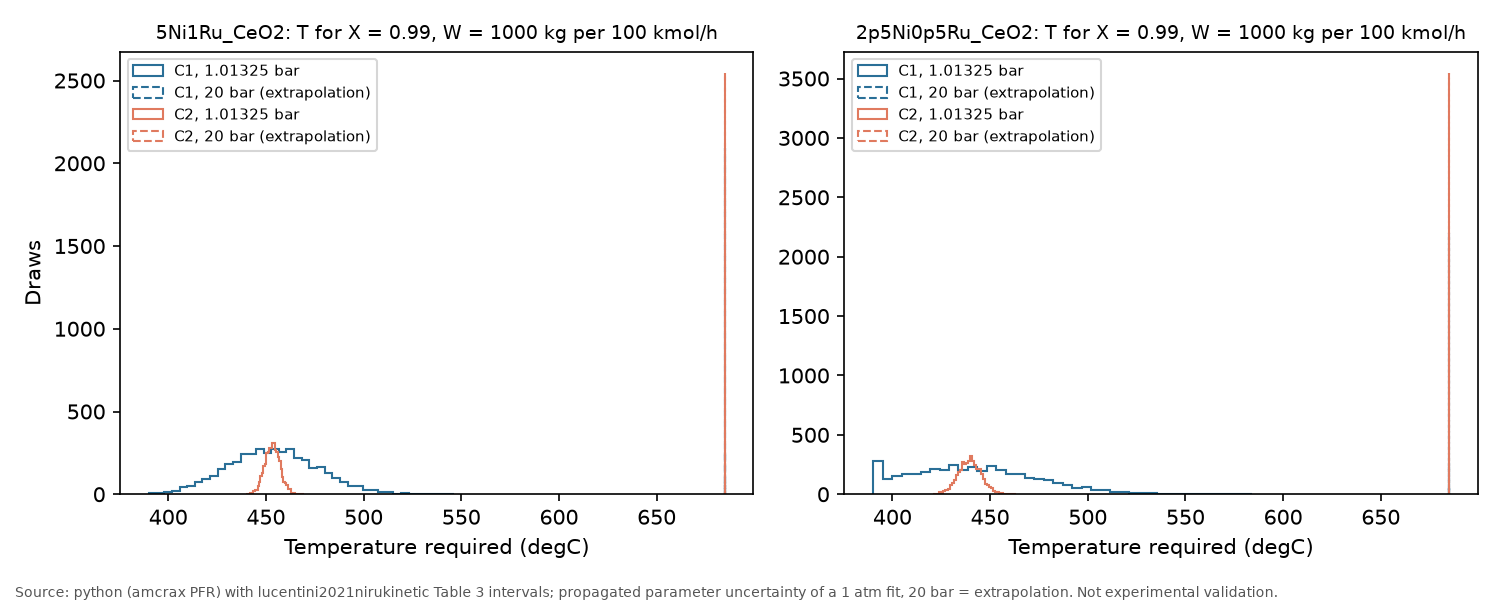 5Ni1Ru_CeO2: T for X = 0.99, W = 1000 kg per 100 kmol/h
C1, 1.01325 bar
C1, 20 bar (extrapolation)
C2, 1.01325 bar
C2, 20 bar (extrapolation)
2500
2000
1500
1000
500
0
Draws
400
450
500
550
600
650
Temperature required (degC)
2p5Ni0p5Ru_CeO2: T for X = 0.99, W = 1000 kg per 100 kmol/h
C1, 1.01325 bar
C1, 20 bar (extrapolation)
C2, 1.01325 bar
C2, 20 bar (extrapolation)
3500
3000
2500
2000
1500
1000
500
0
400
450
500
550
600
650
Temperature required (degC)
Source: python (amcrax PFR) with lucentini2021nirukinetic Table 3 intervals; propagated parameter uncertainty of a 1 atm fit, 20 bar = extrapolation. Not experimental validation.